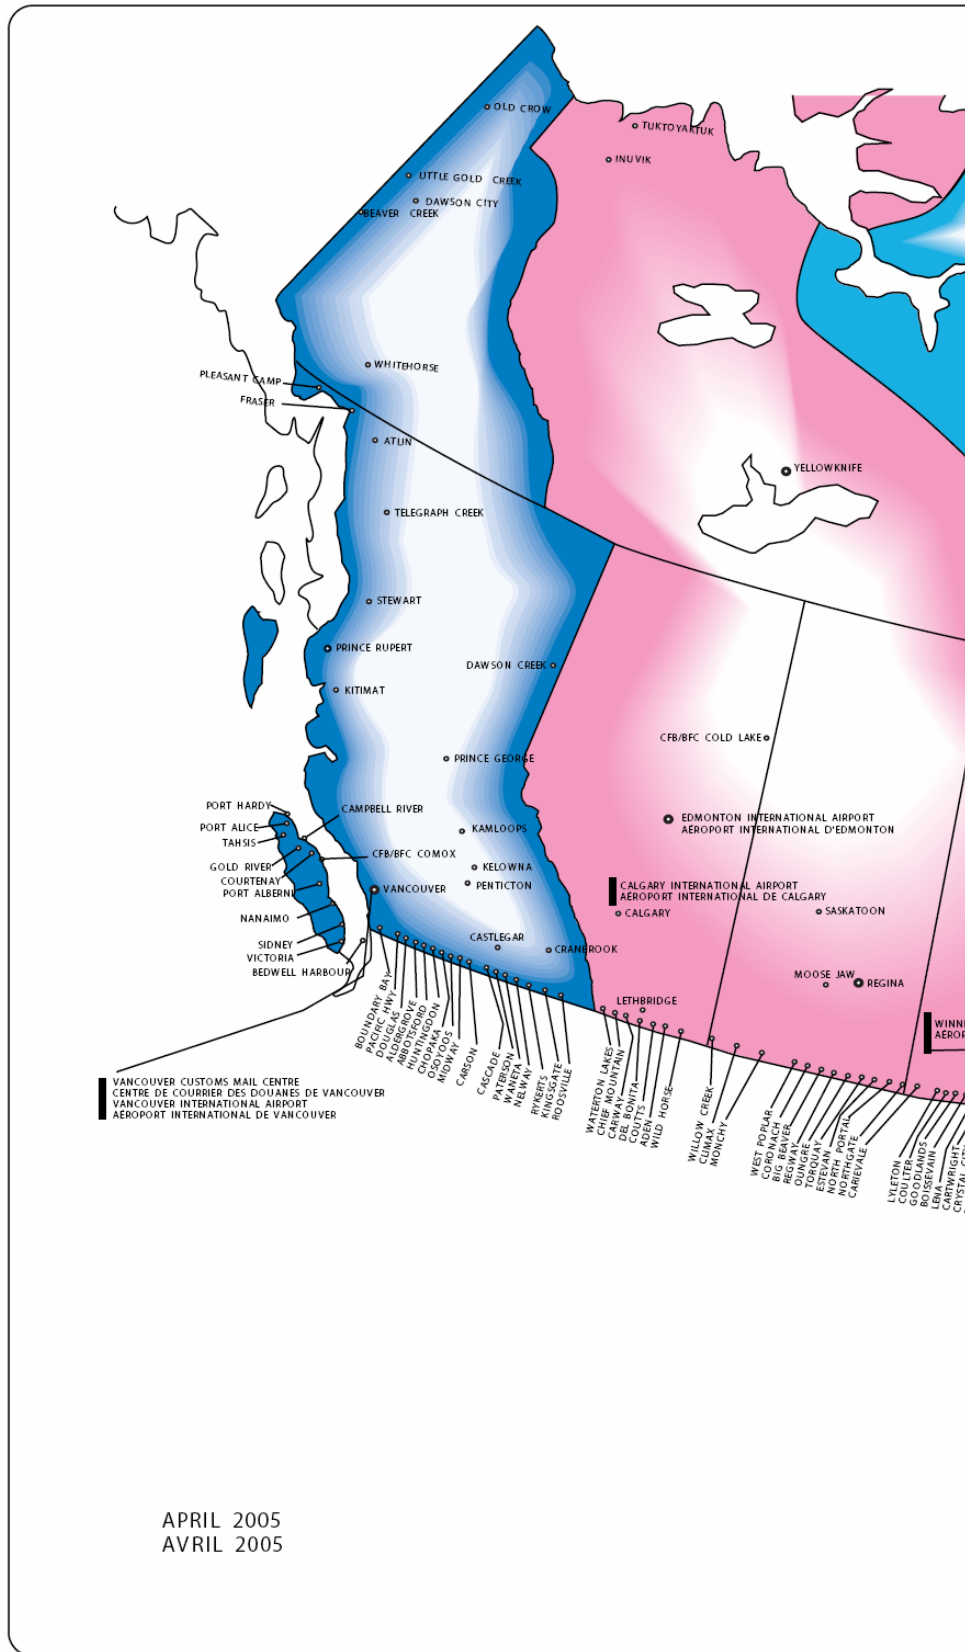 OLD CROW
TUKTOYAKTUK
INUVIK
LITTLE GOLD CREEK
DAWSON CITY
BEAVER CREEK
WHITEHORSE
PLEASANT CAMP
FRASER
ATLIN
YELLOWKNIFE
TELEGRAPH CREEK
STEWART
PRINCE RUPERT
DAWSON CREEK
KITIMAT
CFB/BFC COLD LAKE
PRINCE GEORGE
PORT HARDY
CAMPBELL RIVER
EDMONTON INTERNATIONAL AIRPORT
AÉROPORT INTERNATIONAL D'EDMONTON
PORT ALICE
KAMLOOPS
TAHSIS
CFB/BFC COMOX
GOLD RIVER
KELOWNA
COURTENAY
PENTICTON
PORT ALBERNI
VANCOUVER
CALGARY INTERNATIONAL AIRPORT
AÉROPORT INTERNATIONAL DE CALGARY
CALGARY
SASKATOON
NANAIMO
CASTLEGAR
SIDNEY
CRANBROOK
VICTORIA
BEDWELL HARBOUR
MOOSE JAW
REGINA
LETHBRIDGE
WINNI
AÉROP
BOUNDARY BAY
PACIFIC HWY
DOUGLAS
ALDERGROVE
ABBOTSFORD
HUNTINGDON
CHOPAKA
OSOYOOS
MIDWAY
CARSON
CASCADE
PATERSON
WANETA
NELWAY
RYKERTS
KINGSGATE
ROOSVILLE
WATERTON LAKES
CHIEF MOUNTAIN
CARWAY
DEL BONITA
COUTTS
ADEN
WILD HORSE
WILLOW CREEK
CLIMAX
MONCHY
WEST POPLAR
CORONACH
BIG BEAVER
REGWAY
OUNGRE
TORQUAY
ESTEVAN
NORTH PORTAL
NORTHGATE
CARIEVALE
LYLETON
COULTER
GOODLANDS
BOISSEVAIN
LENA
CARTWRIGHT
CRYSTAL CITY
VANCOUVER CUSTOMS MAIL CENTRE
CENTRE DE COURRIER DES DOUANES DE VANCOUVER
VANCOUVER INTERNATIONAL AIRPORT
AÉROPORT INTERNATIONAL DE VANCOUVER
APRIL 2005
AVRIL 2005